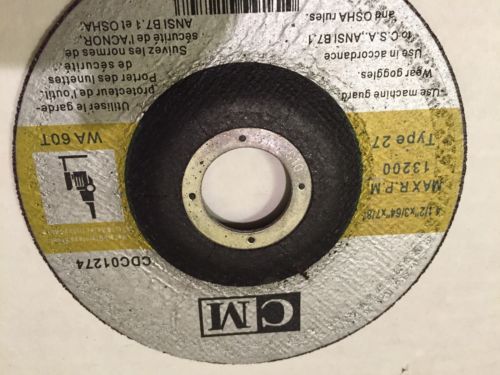 -Use machine guard
Wear goggles.
Use in accordance
to C.S.A. ANSI B7.1
and OSHA rules.
Utiliser le garde-
protecteur de l'outil.
Porter des lunettes
de sécurité
Suivez les normes de
sécurité de l'ACNOR,
ANSI B7.1 et OSHA,
4 1/2"x3/64"x7/8"
MAX R.P.M
13200
Type 27
WA 60T
CDC01274
CM